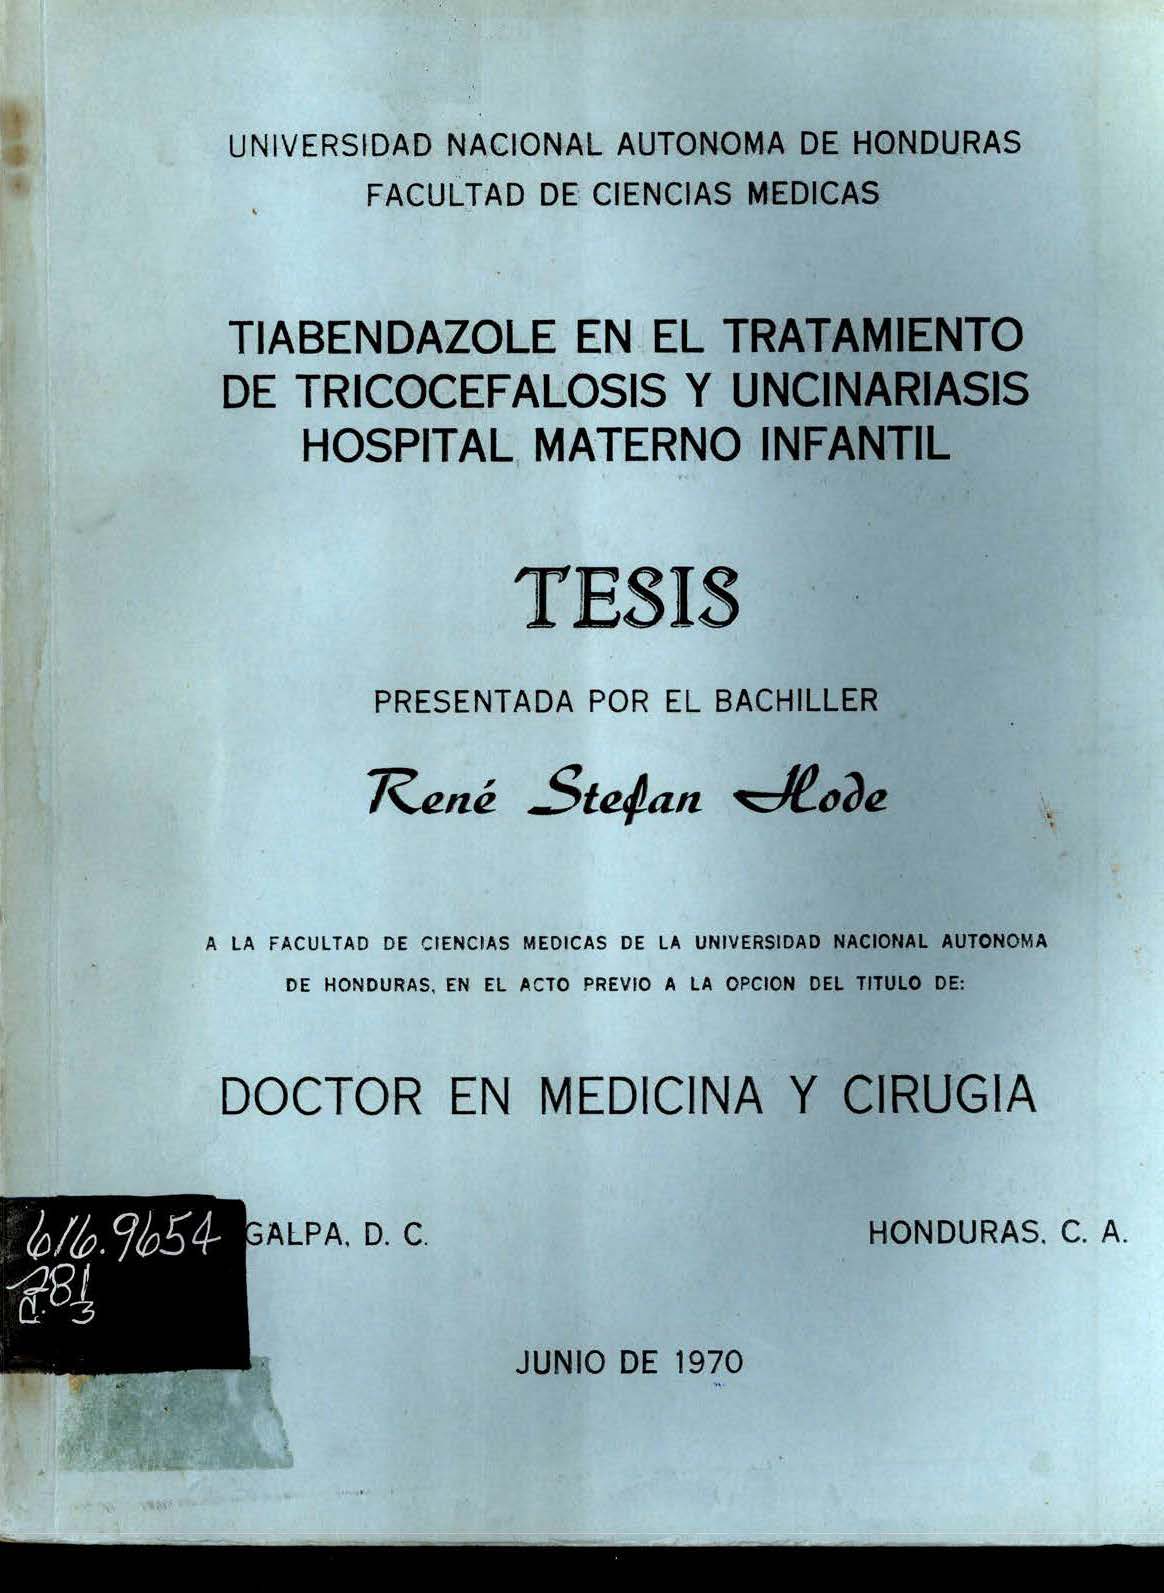 UNIVERSIDAD NACIONAL AUTONOMA DE HONDURAS
FACULTAD DE CIENCIAS MEDICAS
TIABENDAZOLE EN EL TRATAMIENTO
DE TRICOCEFALOSIS Y UNCINARIASIS
HOSPITAL MATERNO INFANTIL
TESIS
PRESENTADA POR EL BACHILLER
René Stefan Hode
A LA FACULTAD DE CIENCIAS MEDICAS DE LA UNIVERSIDAD NACIONAL AUTONOMA
DE HONDURAS, EN EL ACTO PREVIO A LA OPCION DEL TITULO DE:
DOCTOR EN MEDICINA Y CIRUGIA
GALPA, D. C. HONDURAS, C. A.
616.9654
JUNIO DE 1970